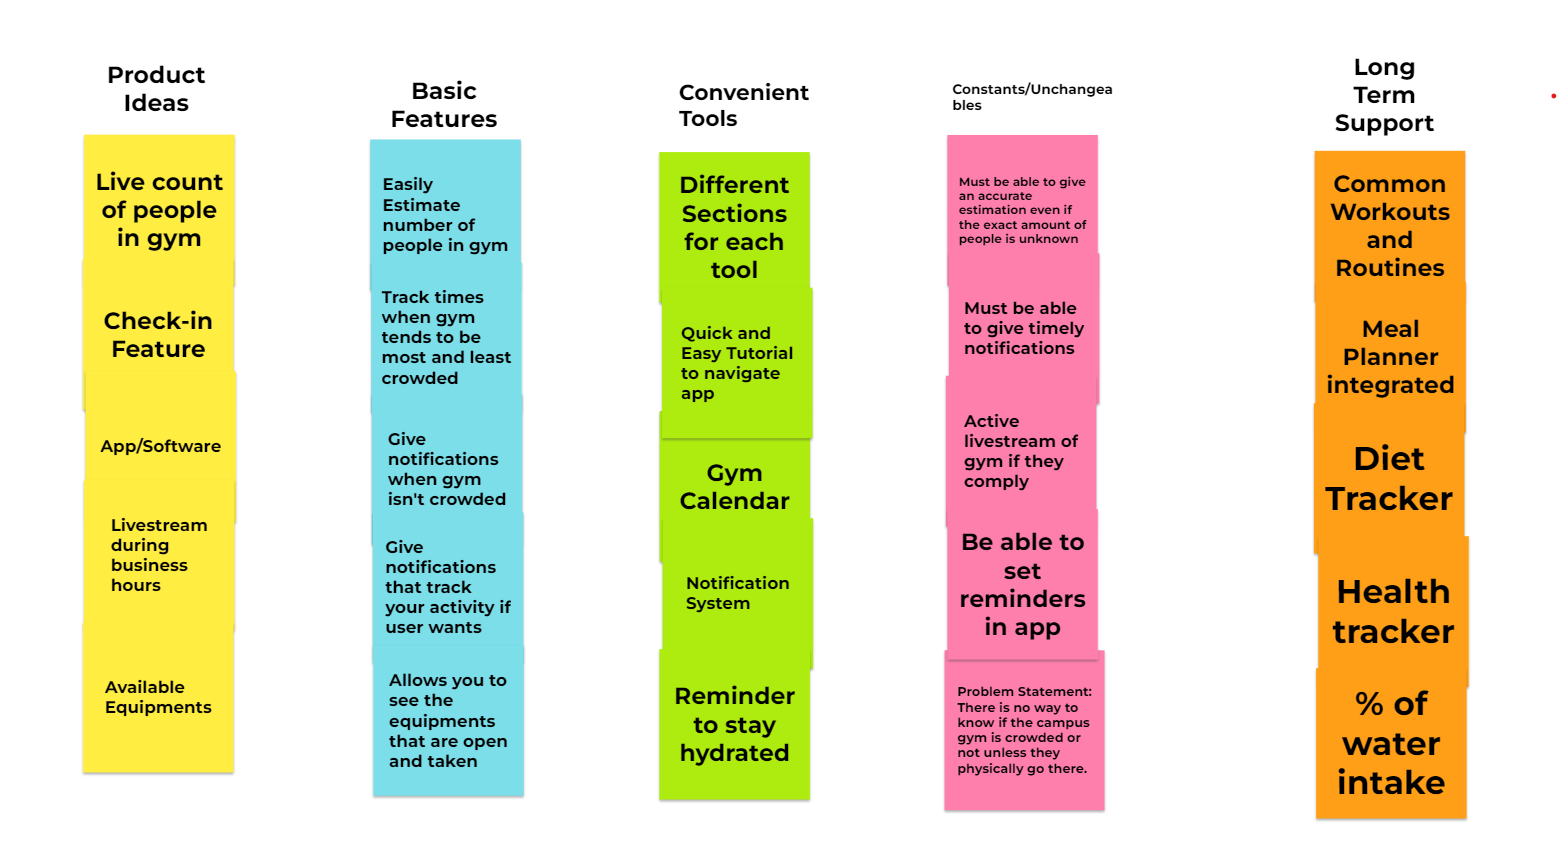 Product
Ideas
Live count
of people
in gym
Check-in
Feature
App/Software
Livestream
during
business
hours
Available
Equipments
Basic
Features
Easily
Estimate
number of
people in gym
Track times
when gym
tends to be
most and least
crowded
Give
notifications
when gym
isn't crowded
Give
notifications
that track
your activity if
user wants
Allows you to
see the
equipments
that are open
and taken
Convenient
Tools
Different
Sections
for each
tool
Quick and
Easy Tutorial
to navigate
app
Gym
Calendar
Notification
System
Reminder
to stay
hydrated
Constants/Unchangea
bles
Must be able to give
an accurate
estimation even if
the exact amount of
people is unknown
Must be able
to give timely
notifications
Active
livestream of
gym if they
comply
Be able to
set
reminders
in app
Problem Statement:
There is no way to
know if the campus
gym is crowded or
not unless they
physically go there.
Long
Term
Support
Common
Workouts
and
Routines
Meal
Planner
integrated
Diet
Tracker
Health
tracker
% of
water
intake